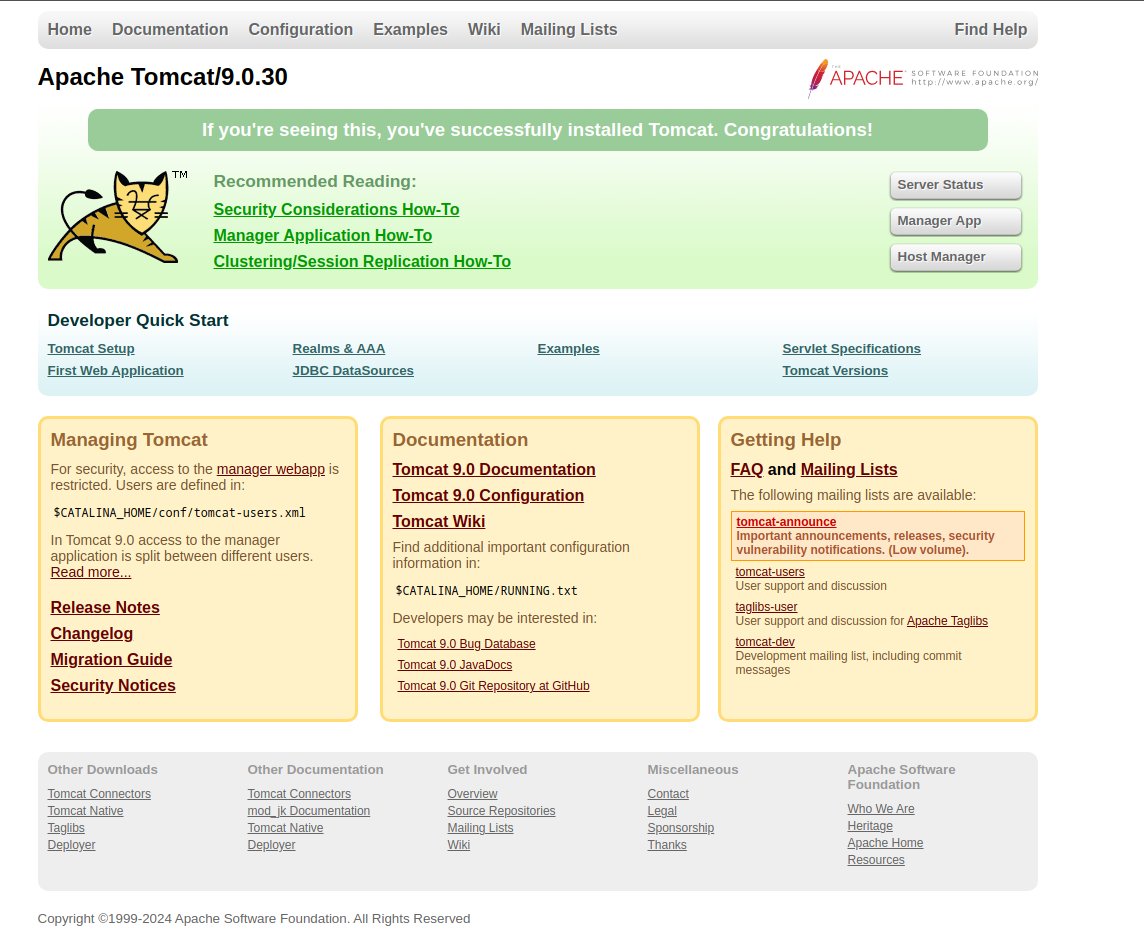 Home Documentation Configuration Examples Wiki Mailing Lists Find Help
Apache Tomcat/9.0.30
THE APACHE SOFTWARE FOUNDATION
http://www.apache.org/
If you're seeing this, you've successfully installed Tomcat. Congratulations!
TM
Recommended Reading:
Security Considerations How-To
Manager Application How-To
Clustering/Session Replication How-To
Server Status
Manager App
Host Manager
Developer Quick Start
Tomcat Setup
First Web Application
Realms & AAA
JDBC DataSources
Examples
Servlet Specifications
Tomcat Versions
Managing Tomcat
For security, access to the manager webapp is
restricted. Users are defined in:
$CATALINA_HOME/conf/tomcat-users.xml
In Tomcat 9.0 access to the manager
application is split between different users.
Read more...
Release Notes
Changelog
Migration Guide
Security Notices
Documentation
Tomcat 9.0 Documentation
Tomcat 9.0 Configuration
Tomcat Wiki
Find additional important configuration
information in:
$CATALINA_HOME/RUNNING.txt
Developers may be interested in:
Tomcat 9.0 Bug Database
Tomcat 9.0 JavaDocs
Tomcat 9.0 Git Repository at GitHub
Getting Help
FAQ and Mailing Lists
The following mailing lists are available:
tomcat-announce
Important announcements, releases, security
vulnerability notifications. (Low volume).
tomcat-users
User support and discussion
taglibs-user
User support and discussion for Apache Taglibs
tomcat-dev
Development mailing list, including commit
messages
Other Downloads
Tomcat Connectors
Tomcat Native
Taglibs
Deployer
Other Documentation
Tomcat Connectors
mod_jk Documentation
Tomcat Native
Deployer
Get Involved
Overview
Source Repositories
Mailing Lists
Wiki
Miscellaneous
Contact
Legal
Sponsorship
Thanks
Apache Software
Foundation
Who We Are
Heritage
Apache Home
Resources
Copyright ©1999-2024 Apache Software Foundation. All Rights Reserved